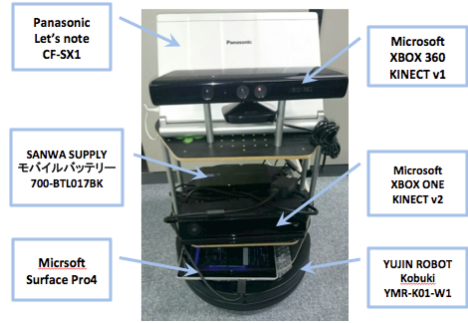 Panasonic
Let's note
CF-SX1
Microsoft
XBOX 360
KINECT v1
Panasonic
XBOX 360
SANWA SUPPLY
モバイルバッテリー
700-BTL017BK
Microsoft
XBOX ONE
KINECT v2
Micrsoft
Surface Pro4
YUJIN ROBOT
Kobuki
YMR-K01-W1